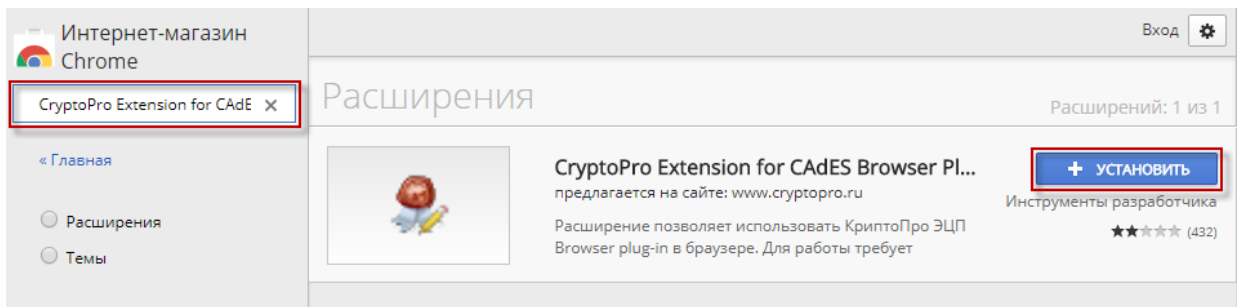 Интернет-магазин
Chrome
CryptoPro Extension for CAdE
« Главная
Расширения
Темы
Вход
Расширения
Расширений: 1 из 1
CryptoPro Extension for CAdES Browser Pl...
предлагается на сайте: www.cryptopro.ru
Расширение позволяет использовать КриптоПро ЭЦП
Browser plug-in в браузере. Для работы требует
+ УСТАНОВИТЬ
Инструменты разработчика
(432)